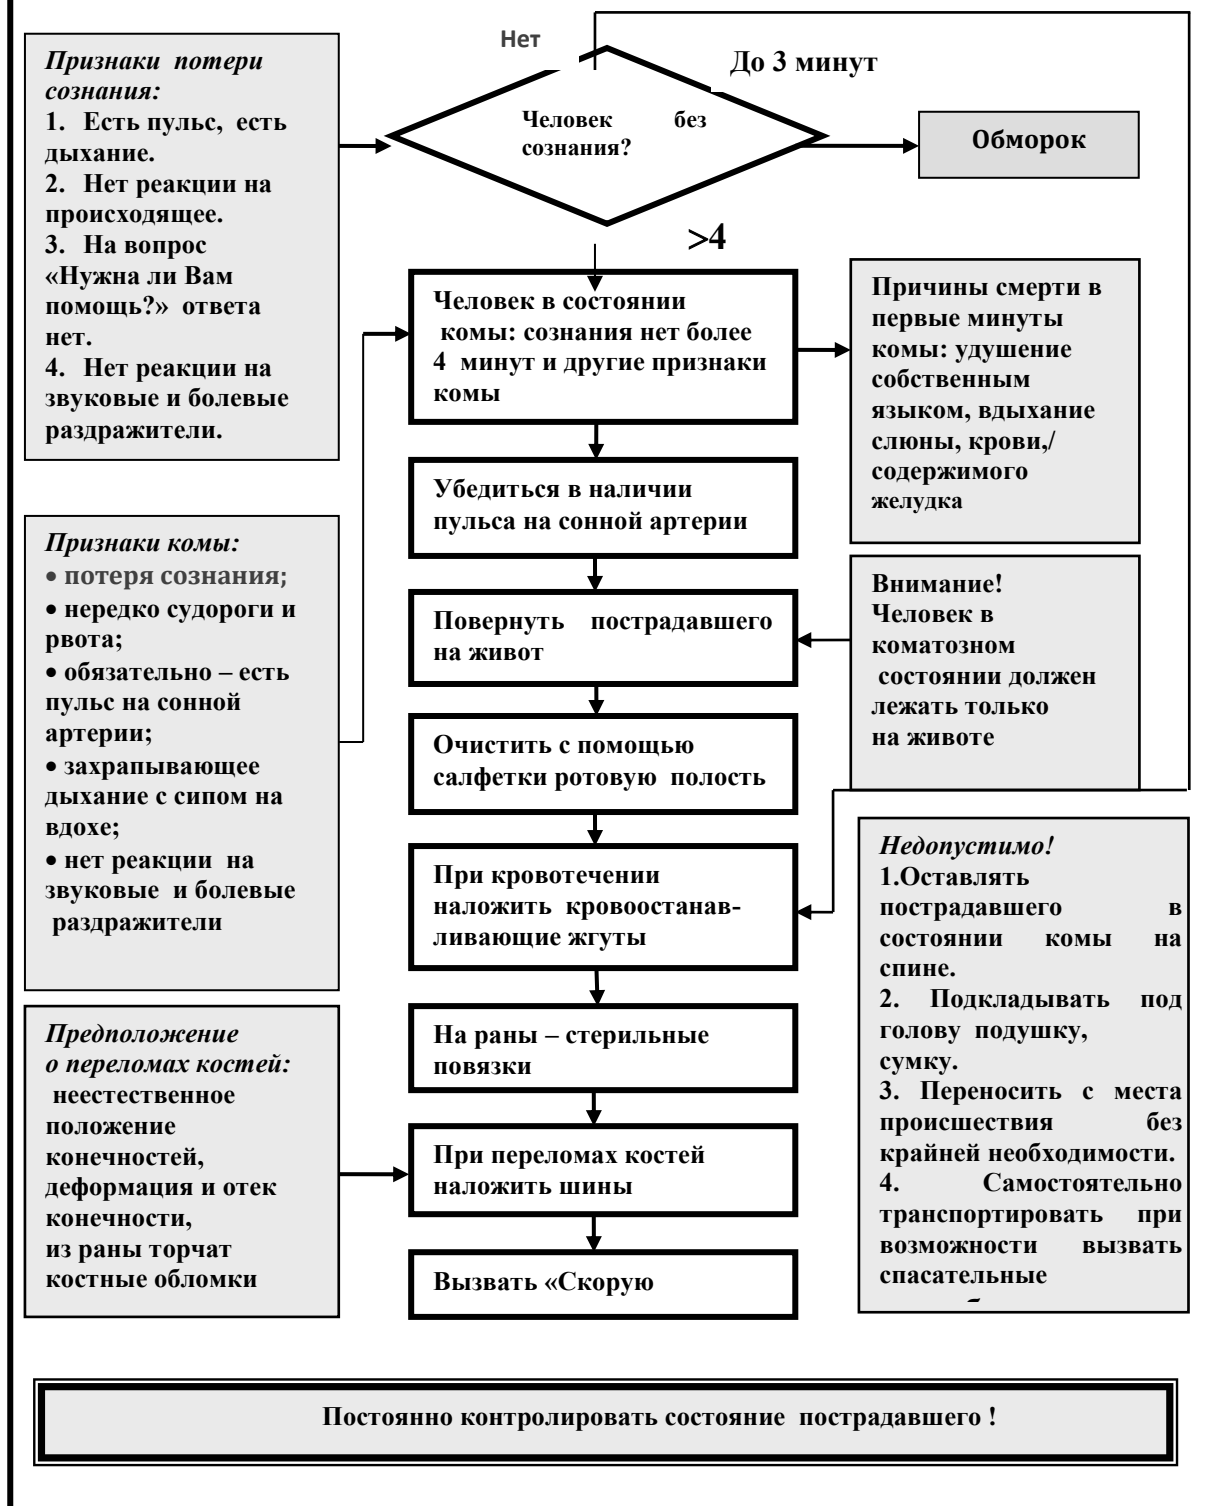 Нет
До 3 минут
Признаки потери
сознания:
1. Есть пульс, есть
дыхание.
2. Нет реакции на
происходящее.
3. На вопрос
«Нужна ли Вам
помощь?» ответа
нет.
4. Нет реакции на
звуковые и болевые
раздражители.
Человек без
сознания?
Обморок
>4
Человек в состоянии
комы: сознания нет более
4 минут и другие признаки
комы
Причины смерти в
первые минуты
комы: удушение
собственным
языком, вдыхание
слюны, крови,/
содержимого
желудка
Убедиться в наличии
пульса на сонной артерии
Признаки комы:
• потеря сознания;
• нередко судороги и
рвота;
• обязательно – есть
пульс на сонной
артерии;
• захрапывающее
дыхание с сипом на
вдохе;
• нет реакции на
звуковые и болевые
раздражители
Повернуть пострадавшего
на живот
Внимание!
Человек в
коматозном
состоянии должен
лежать только
на животе
Очистить с помощью
салфетки ротовую полость
При кровотечении
наложить кровоостанав-
ливающие жгуты
Недопустимо!
1.Оставлять
пострадавшего в
состоянии комы на
спине.
2. Подкладывать под
голову подушку,
сумку.
3. Переносить с места
происшествия без
крайней необходимости.
4. Самостоятельно
транспортировать при
возможности вызвать
спасательные
На раны – стерильные
повязки
Предположение
о переломах костей:
неестественное
положение
конечностей,
деформация и отек
конечности,
из раны торчат
костные обломки
При переломах костей
наложить шины
Вызвать «Скорую
Постоянно контролировать состояние пострадавшего !